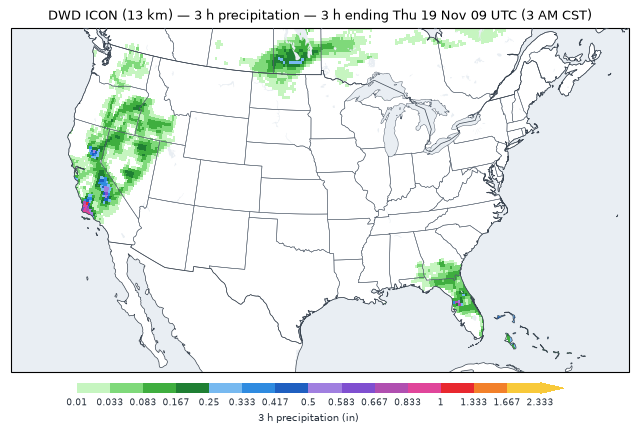 DWD ICON (13 km) — 3 h precipitation — 3 h ending Thu 19 Nov 09 UTC (3 AM CST)
0.01 0.033 0.083 0.167 0.25 0.333 0.417 0.5 0.583 0.667 0.833 1 1.333 1.667 2.333
3 h precipitation (in)